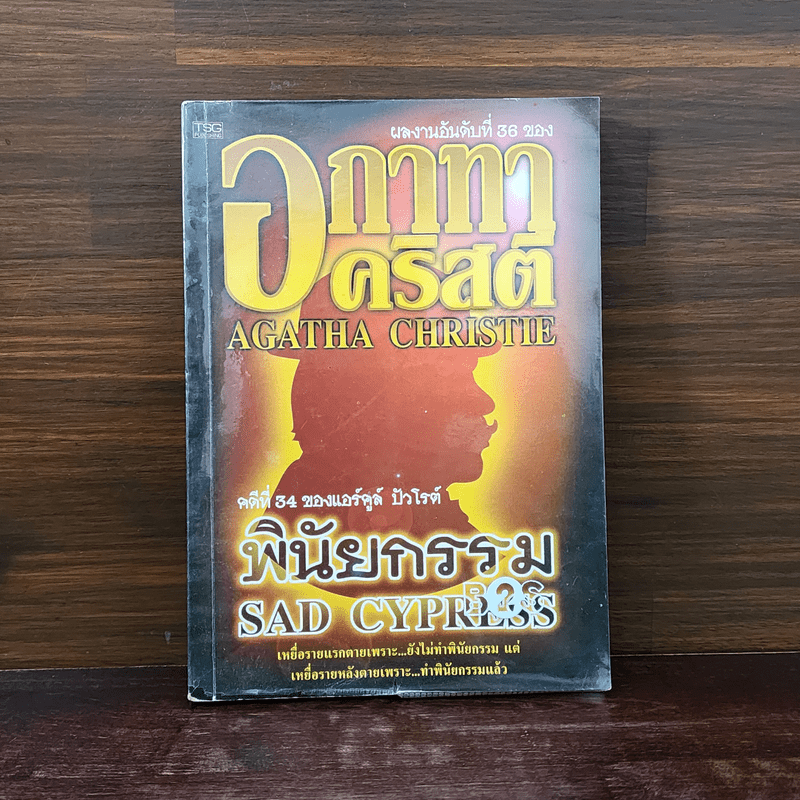 TSG
PUBLISHING
ผลงานอันดับที่ 36 ของ
อกาทา
คริสตี
AGATHA CHRISTIE
คดีที่ 34 ของแอร์คูล์ ปัวโรต์
พินัยกรรม
SAD CYPRESS
เหยื่อรายแรกตายเพราะ...ยังไม่ทำพินัยกรรม แต่
เหยื่อรายหลังตายเพราะ...ทำพินัยกรรมแล้ว